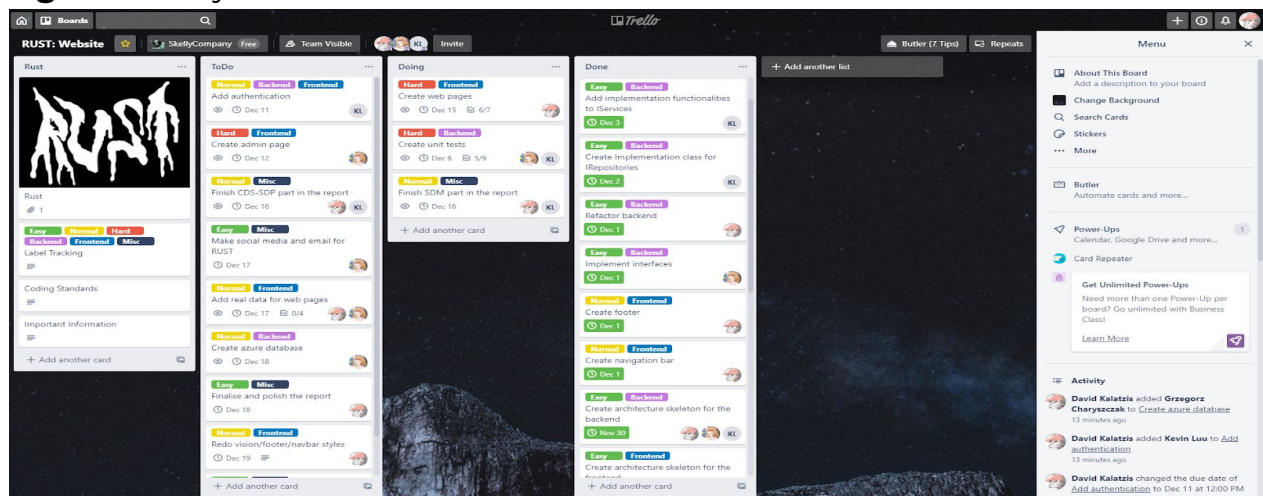 Boards
Trello
RUST: Website
SkellyCompany Free
Team Visible
KL
Invite
Butler (7 Tips)
Repeats
Rust
RUST
Rust
1
Easy Normal Hard
Backend Frontend Misc
Label Tracking
Coding Standards
Important Information
+ Add another card
ToDo
Normal Backend Frontend
Add authentication
Dec 11
KL
Hard Frontend
Create admin page
Dec 12
Normal Misc
Finish CDS-SDP part in the report
Dec 16
KL
Easy Misc
Make social media and email for
RUST
Dec 17
Normal Frontend
Add real data for web pages
Dec 17 0/4
Normal Backend
Create azure database
Dec 18
Easy Misc
Finalise and polish the report
Dec 18
Normal Frontend
Redo vision/footer/navbar styles
Dec 19
+ Add another card
Doing
Hard Frontend
Create web pages
Dec 15 6/7
Hard Backend
Create unit tests
Dec 8 5/9
KL
Normal Misc
Finish SDM part in the report
Dec 16
KL
+ Add another card
Done
Easy Backend
Add implementation functionalities
to IServices
Dec 3
KL
Easy Backend
Create Implementation class for
IRepositories
Dec 2
KL
Easy Backend
Refactor backend
Dec 1
Easy Backend
Implement interfaces
Dec 1
Normal Frontend
Create footer
Dec 1
Normal Frontend
Create navigation bar
Dec 1
Easy Backend
Create architecture skeleton for the
backend
Nov 30
KL
Easy Frontend
Create architecture skeleton for the
+ Add another card
+ Add another list
Menu
About This Board
Add a description to your board
Change Background
Search Cards
Stickers
More
Butler
Automate cards and more...
Power-Ups
1
Calendar, Google Drive and more...
Card Repeater
Get Unlimited Power-Ups
Need more than one Power-Up per
board? Go unlimited with Business
Class!
Learn More
Activity
David Kalatzis added Grzegorz
Charyszczak to Create azure database
13 minutes ago
David Kalatzis added Kevin Luu to Add
authentication
13 minutes ago
David Kalatzis changed the due date of
Add authentication to Dec 11 at 12:00 PM